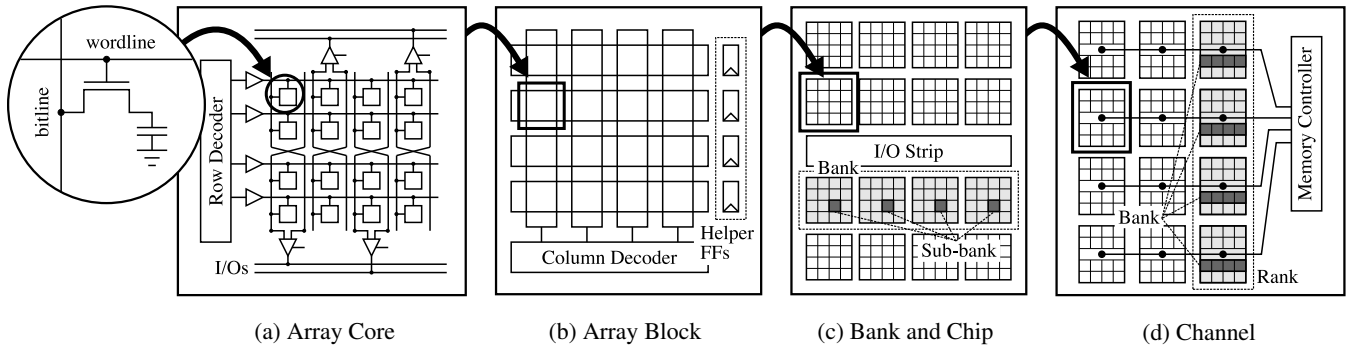 wordline
bitline
Row Decoder
I/Os
Column Decoder
Helper
FFs
I/O Strip
Bank
Sub-bank
Memory Controller
Bank
Rank
(a) Array Core
(b) Array Block
(c) Bank and Chip
(d) Channel